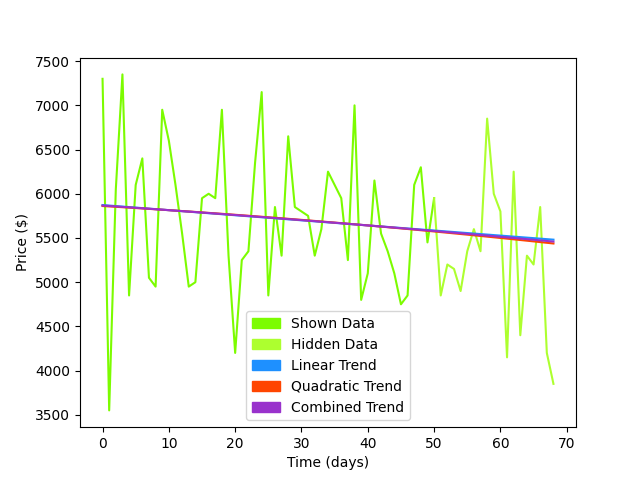 7500
7000
6500
6000
5500
5000
4500
4000
3500
Price ($)
Shown Data
Hidden Data
Linear Trend
Quadratic Trend
Combined Trend
0 10 20 30 40 50 60 70
Time (days)